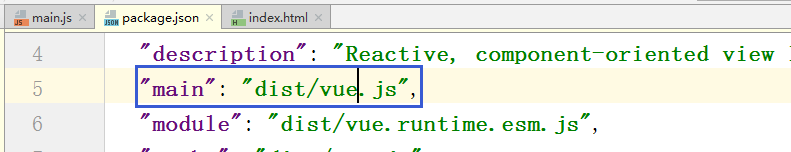 main.js package.json index.html
4 "description": "Reactive, component-oriented view
5 "main": "dist/vue.js",
6 "module": "dist/vue.runtime.esm.js",